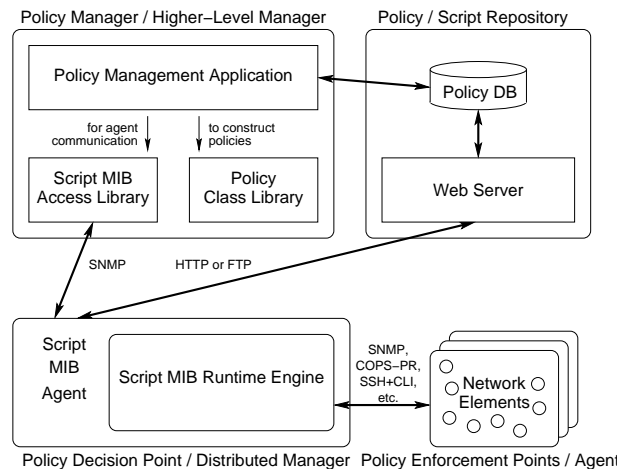 Policy Manager / Higher−Level Manager
Policy / Script Repository
Policy Management Application
Policy DB
for agent
communication
to construct
policies
Script MIB
Access Library
Policy
Class Library
Web Server
SNMP
HTTP or FTP
Script
MIB
Agent
Script MIB Runtime Engine
SNMP,
COPS−PR,
SSH+CLI,
etc.
Network
Elements
Policy Decision Point / Distributed Manager
Policy Enforcement Points / Agent